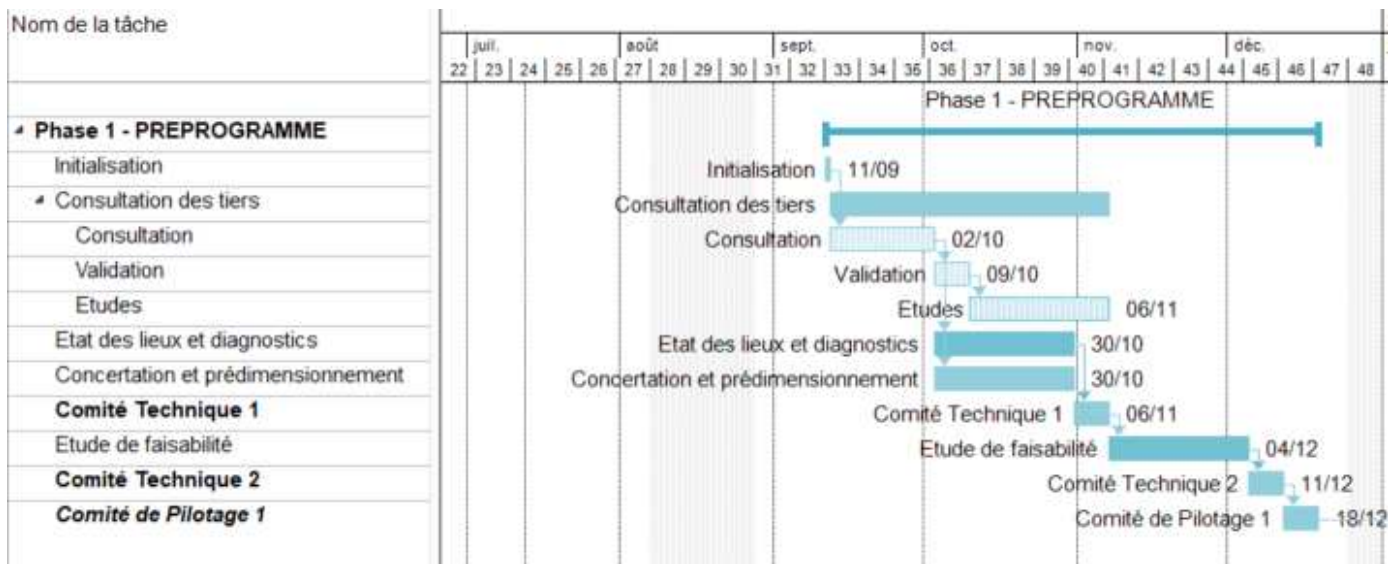 Nom de la tâche
juil. août sept. oct. nov. déc.
22 23 24 25 26 27 28 29 30 31 32 33 34 35 36 37 38 39 40 41 42 43 44 45 46 47 48
Phase 1 - PREPROGRAMME
Phase 1 - PREPROGRAMME
Initialisation Initialisation 11/09
Consultation des tiers Consultation des tiers
Consultation Consultation 02/10
Validation Validation 09/10
Etudes Etudes 06/11
Etat des lieux et diagnostics Etat des lieux et diagnostics 30/10
Concertation et prédimensionnement Concertation et prédimensionnement 30/10
Comité Technique 1 Comité Technique 1 06/11
Etude de faisabilité Etude de faisabilité 04/12
Comité Technique 2 Comité Technique 2 11/12
Comité de Pilotage 1 Comité de Pilotage 1 18/12